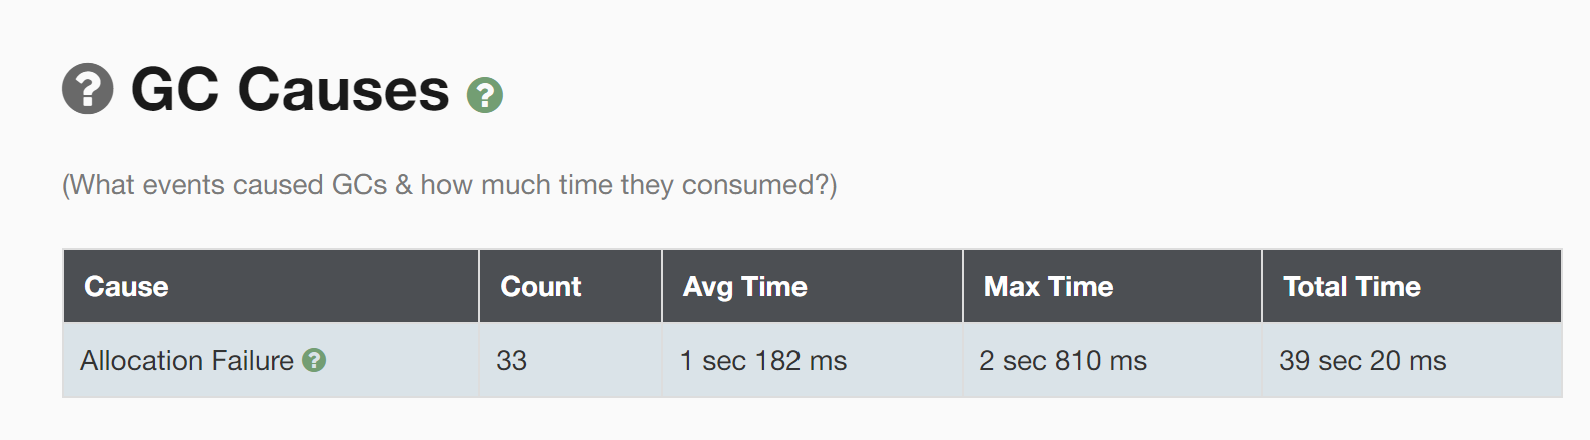 GC Causes
(What events caused GCs & how much time they consumed?)
Cause Count Avg Time Max Time Total Time
Allocation Failure 33 1 sec 182 ms 2 sec 810 ms 39 sec 20 ms